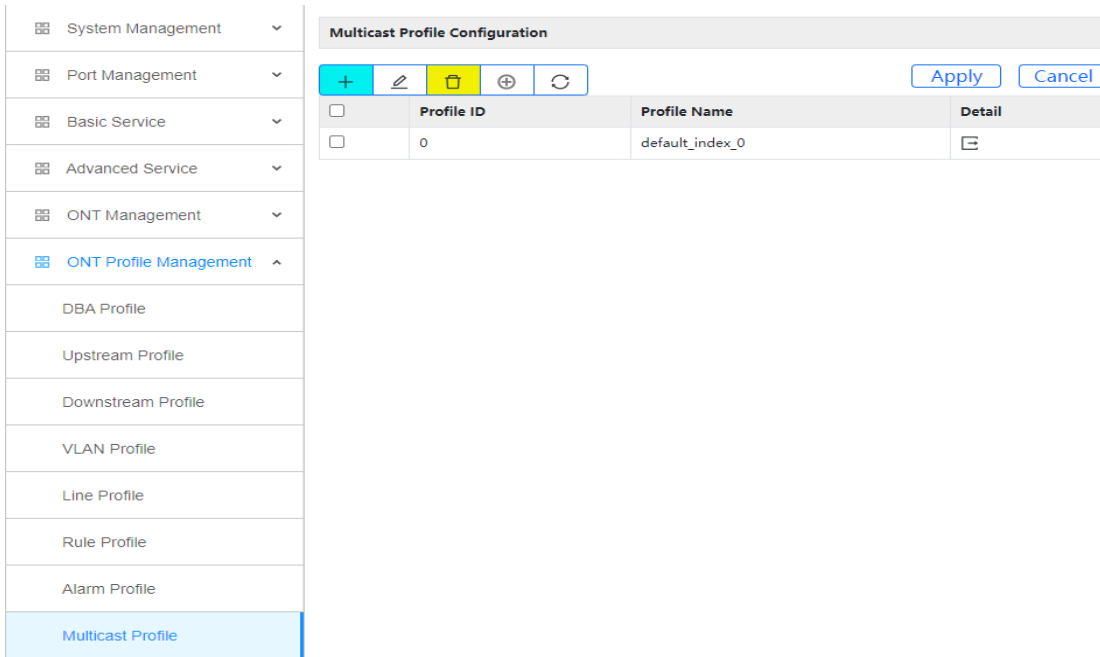 System Management
Port Management
Basic Service
Advanced Service
ONT Management
ONT Profile Management
DBA Profile
Upstream Profile
Downstream Profile
VLAN Profile
Line Profile
Rule Profile
Alarm Profile
Multicast Profile
Multicast Profile Configuration
Apply Cancel
Profile ID Profile Name Detail
0 default_index_0